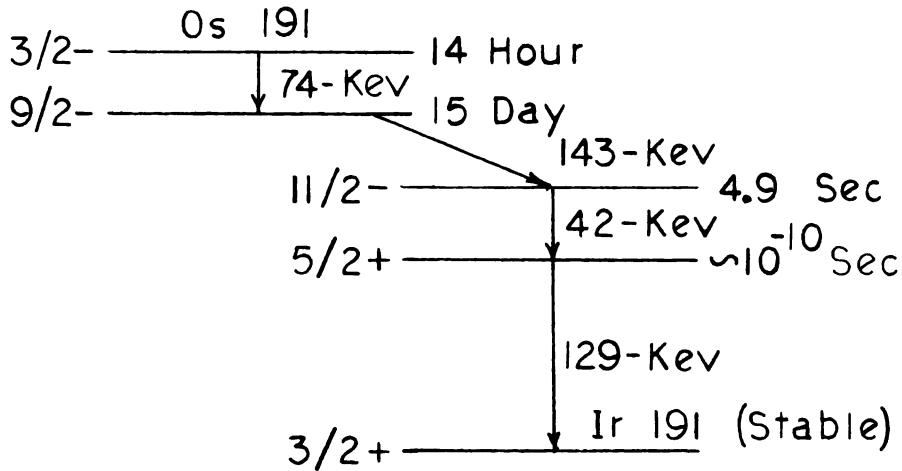 Os 191
3/2- 14 Hour
74-Kev
9/2- 15 Day
143-Kev
11/2- 4.9 Sec
42-Kev
5/2+ ~10^-10 Sec
129-Kev
Ir 191 (Stable)
3/2+